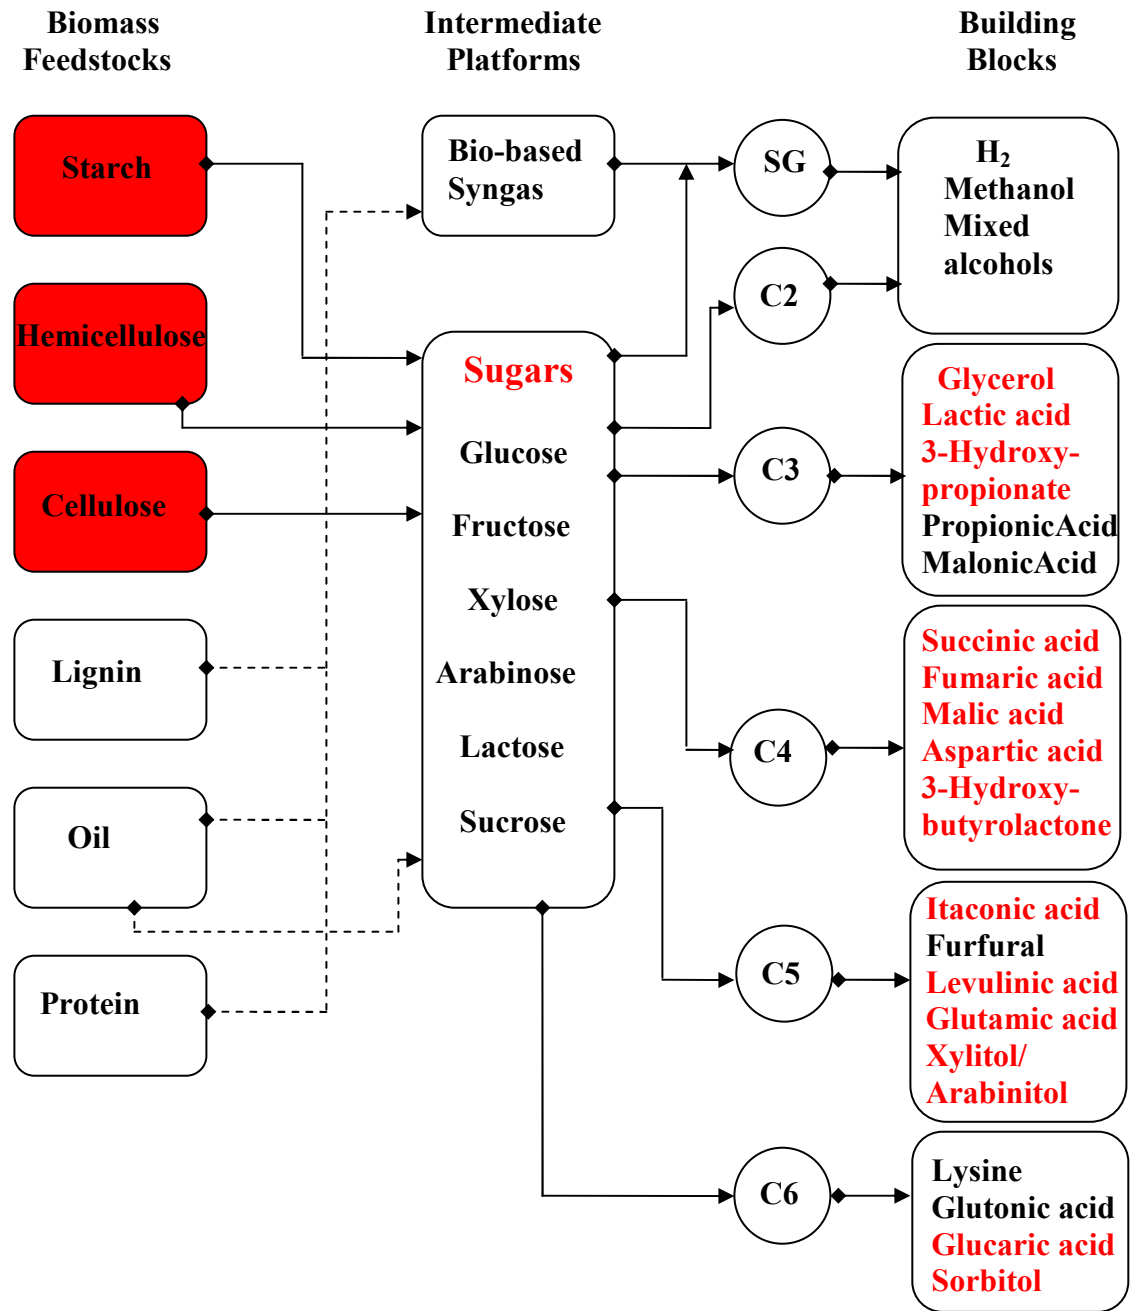 Biomass
Feedstocks
Intermediate
Platforms
Building
Blocks
Starch
Hemicellulose
Cellulose
Lignin
Oil
Protein
Bio-based
Syngas
Sugars
Glucose
Fructose
Xylose
Arabinose
Lactose
Sucrose
SG
C2
C3
C4
C5
C6
H₂
Methanol
Mixed
alcohols
Glycerol
Lactic acid
3-Hydroxy-
propionate
PropionicAcid
MalonicAcid
Succinic acid
Fumaric acid
Malic acid
Aspartic acid
3-Hydroxy-
butyrolactone
Itaconic acid
Furfural
Levulinic acid
Glutamic acid
Xylitol/
Arabinitol
Lysine
Glutonic acid
Glucaric acid
Sorbitol